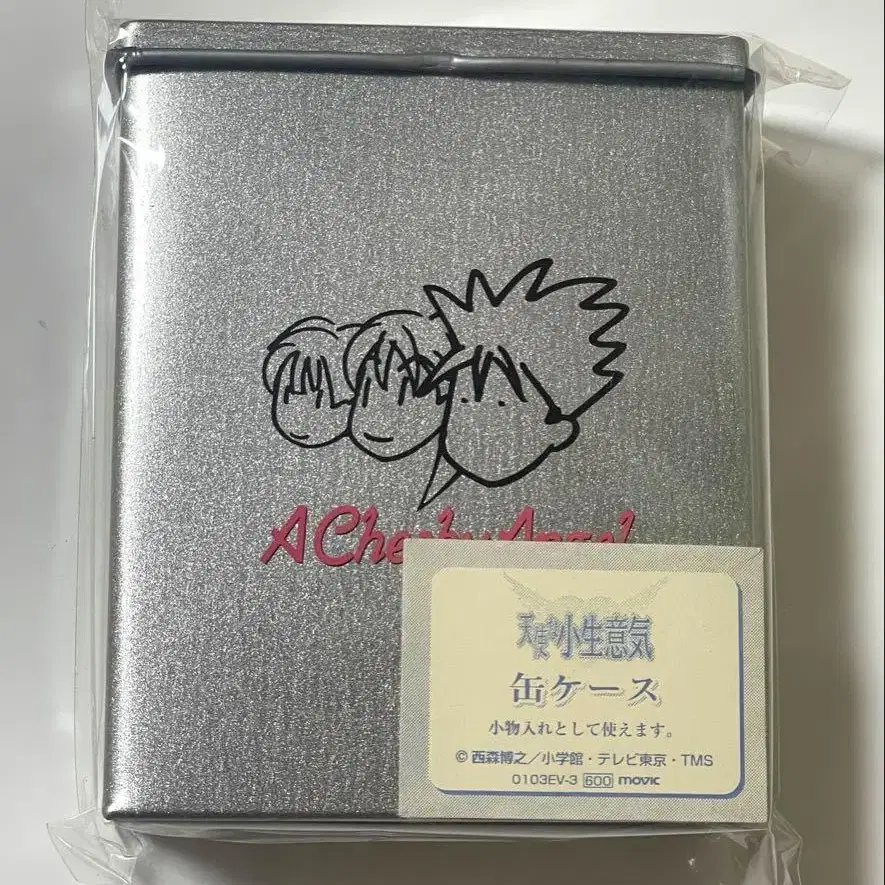 A Cheeky Angel
天使な小生意気
缶ケース
小物入れとして使えます。
© 西森博之／小学館・テレビ東京・TMS
0103EV-3 600 movic